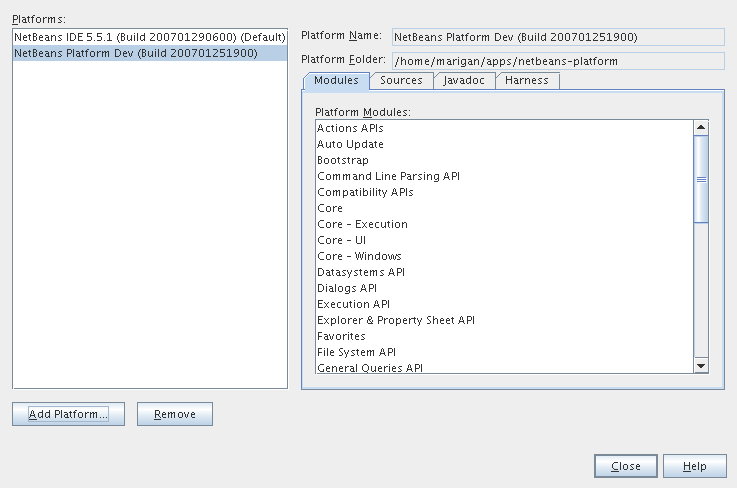 Platforms:
NetBeans IDE 5.5.1 (Build 200701290600) (Default)
NetBeans Platform Dev (Build 200701251900)
Add Platform...
Remove
Platform Name: NetBeans Platform Dev (Build 200701251900)
Platform Folder: /home/marigan/apps/netbeans-platform
Modules Sources Javadoc Harness
Platform Modules:
Actions APIs
Auto Update
Bootstrap
Command Line Parsing API
Compatibility APIs
Core
Core - Execution
Core - UI
Core - Windows
Datasystems API
Dialogs API
Execution API
Explorer & Property Sheet API
Favorites
File System API
General Queries API
Close
Help